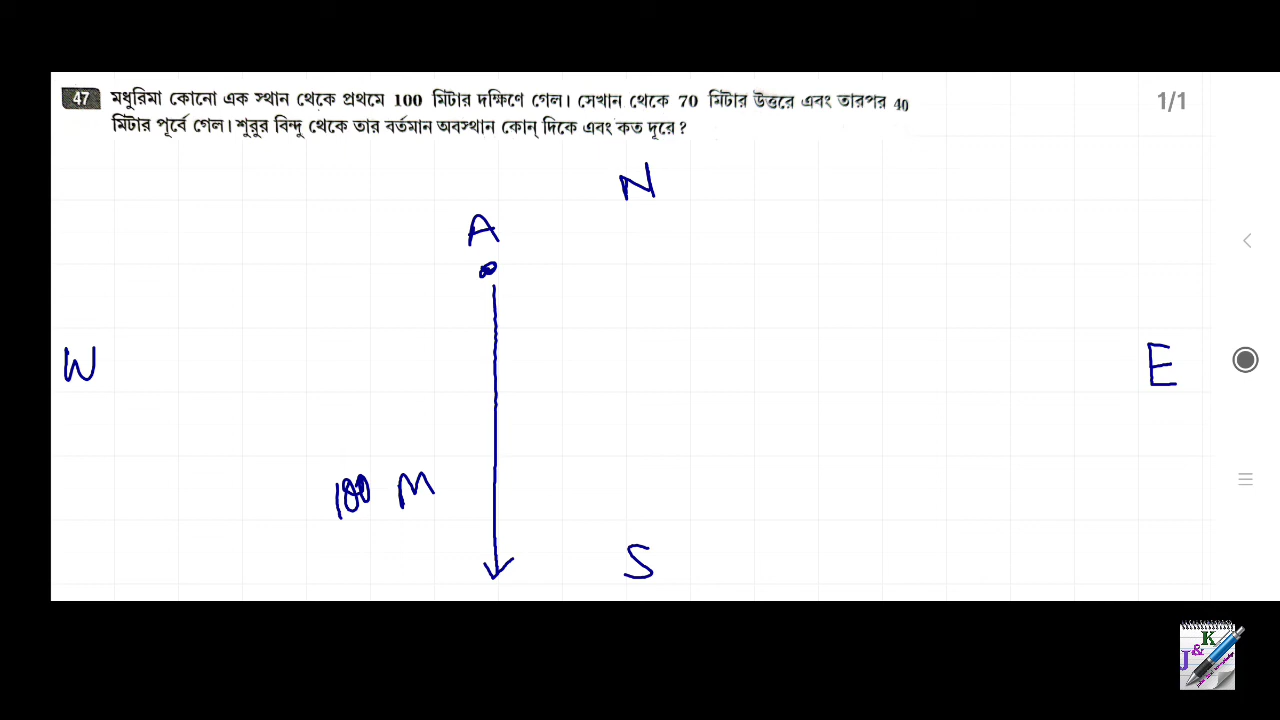 47 মধুরিমা কোনো এক স্থান থেকে প্রথমে 100 মিটার দক্ষিণে গেল। সেখান থেকে 70 মিটার উত্তরে এবং তারপর 40
মিটার পূর্বে গেল। শুরুর বিন্দু থেকে তার বর্তমান অবস্থান কোন্ দিকে এবং কত দূরে ?
1/1
N
A
W
E
100 M
S
J & K